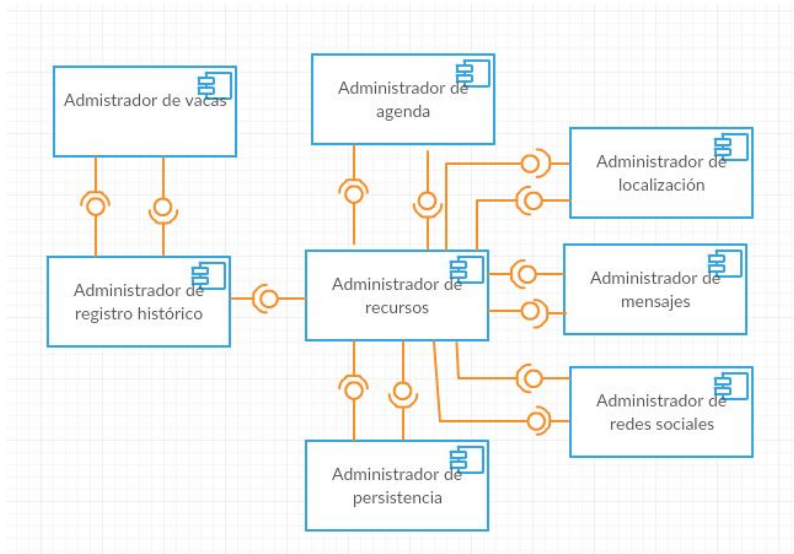 Admistrador de vacas
Administrador de
agenda
Administrador de
localización
Administrador de
registro histórico
Administrador de
recursos
Administrador de
mensajes
Administrador de
redes sociales
Administrador de
persistencia